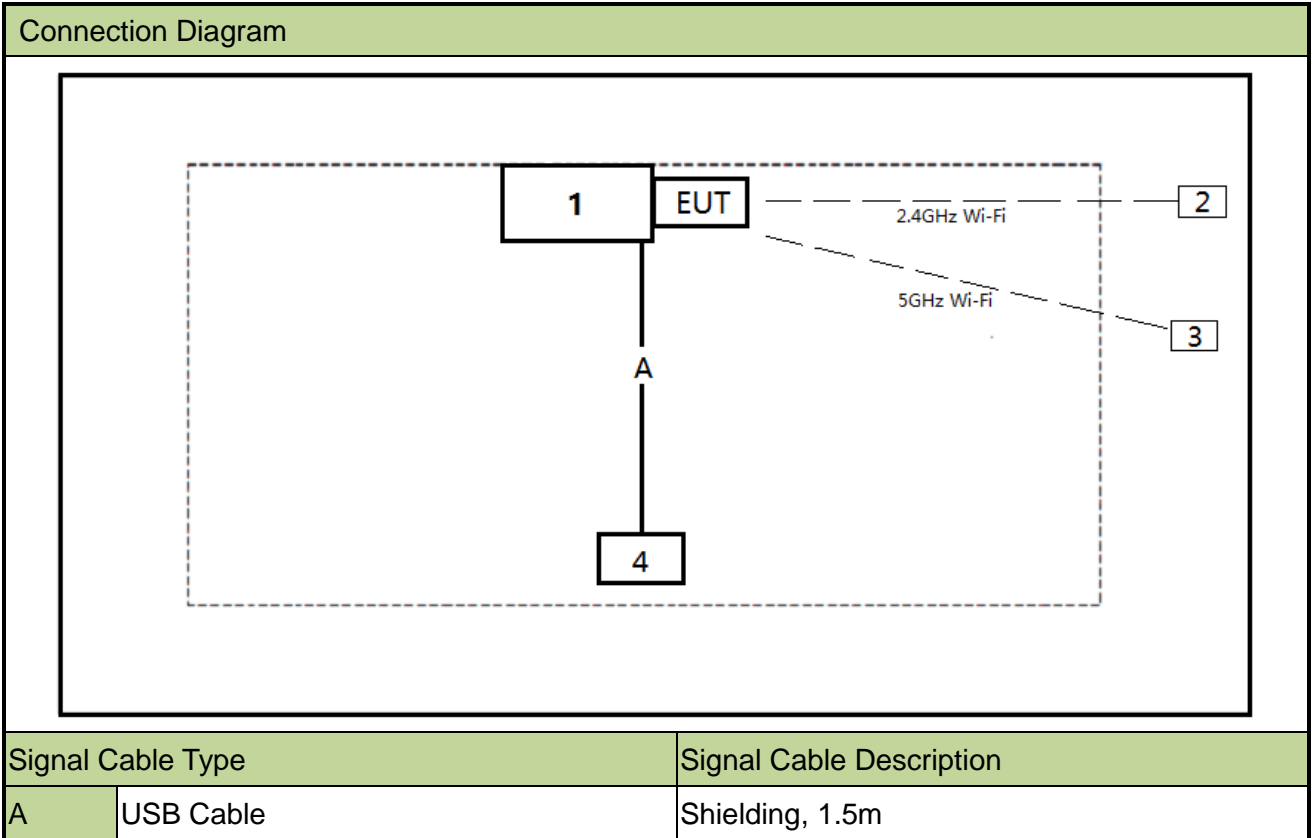 Connection Diagram
1
EUT
2.4GHz Wi-Fi
2
5GHz Wi-Fi
3
A
4
Signal Cable Type
Signal Cable Description
A
USB Cable
Shielding, 1.5m